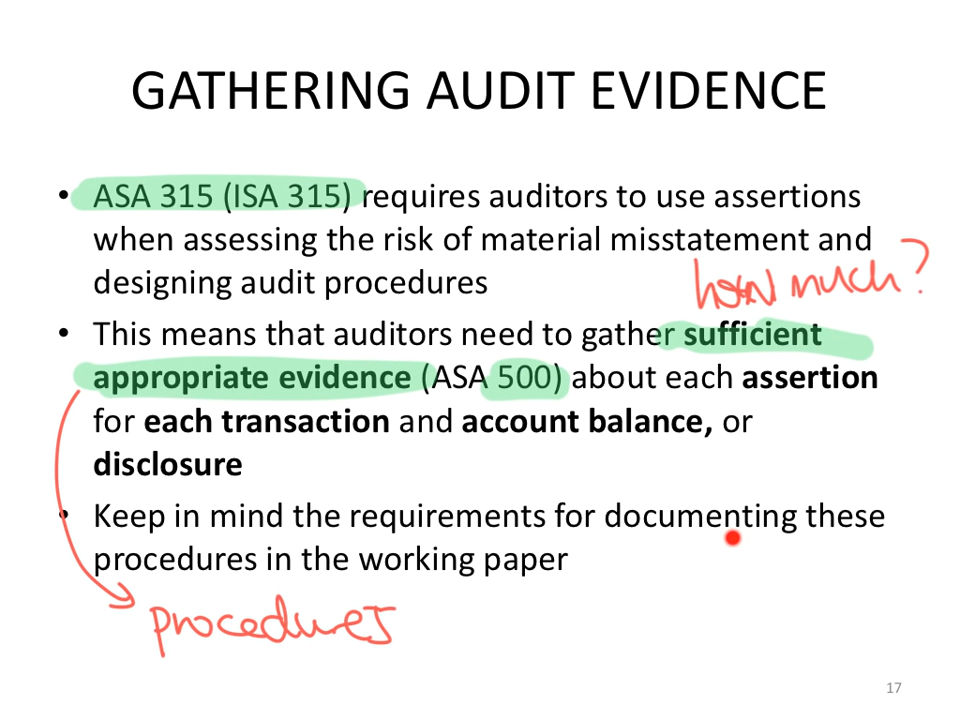 GATHERING AUDIT EVIDENCE
• ASA 315 (ISA 315) requires auditors to use assertions
when assessing the risk of material misstatement and
designing audit procedures
how much?
• This means that auditors need to gather sufficient
appropriate evidence (ASA 500) about each assertion
for each transaction and account balance, or
disclosure
• Keep in mind the requirements for documenting these
procedures in the working paper
procedures
17